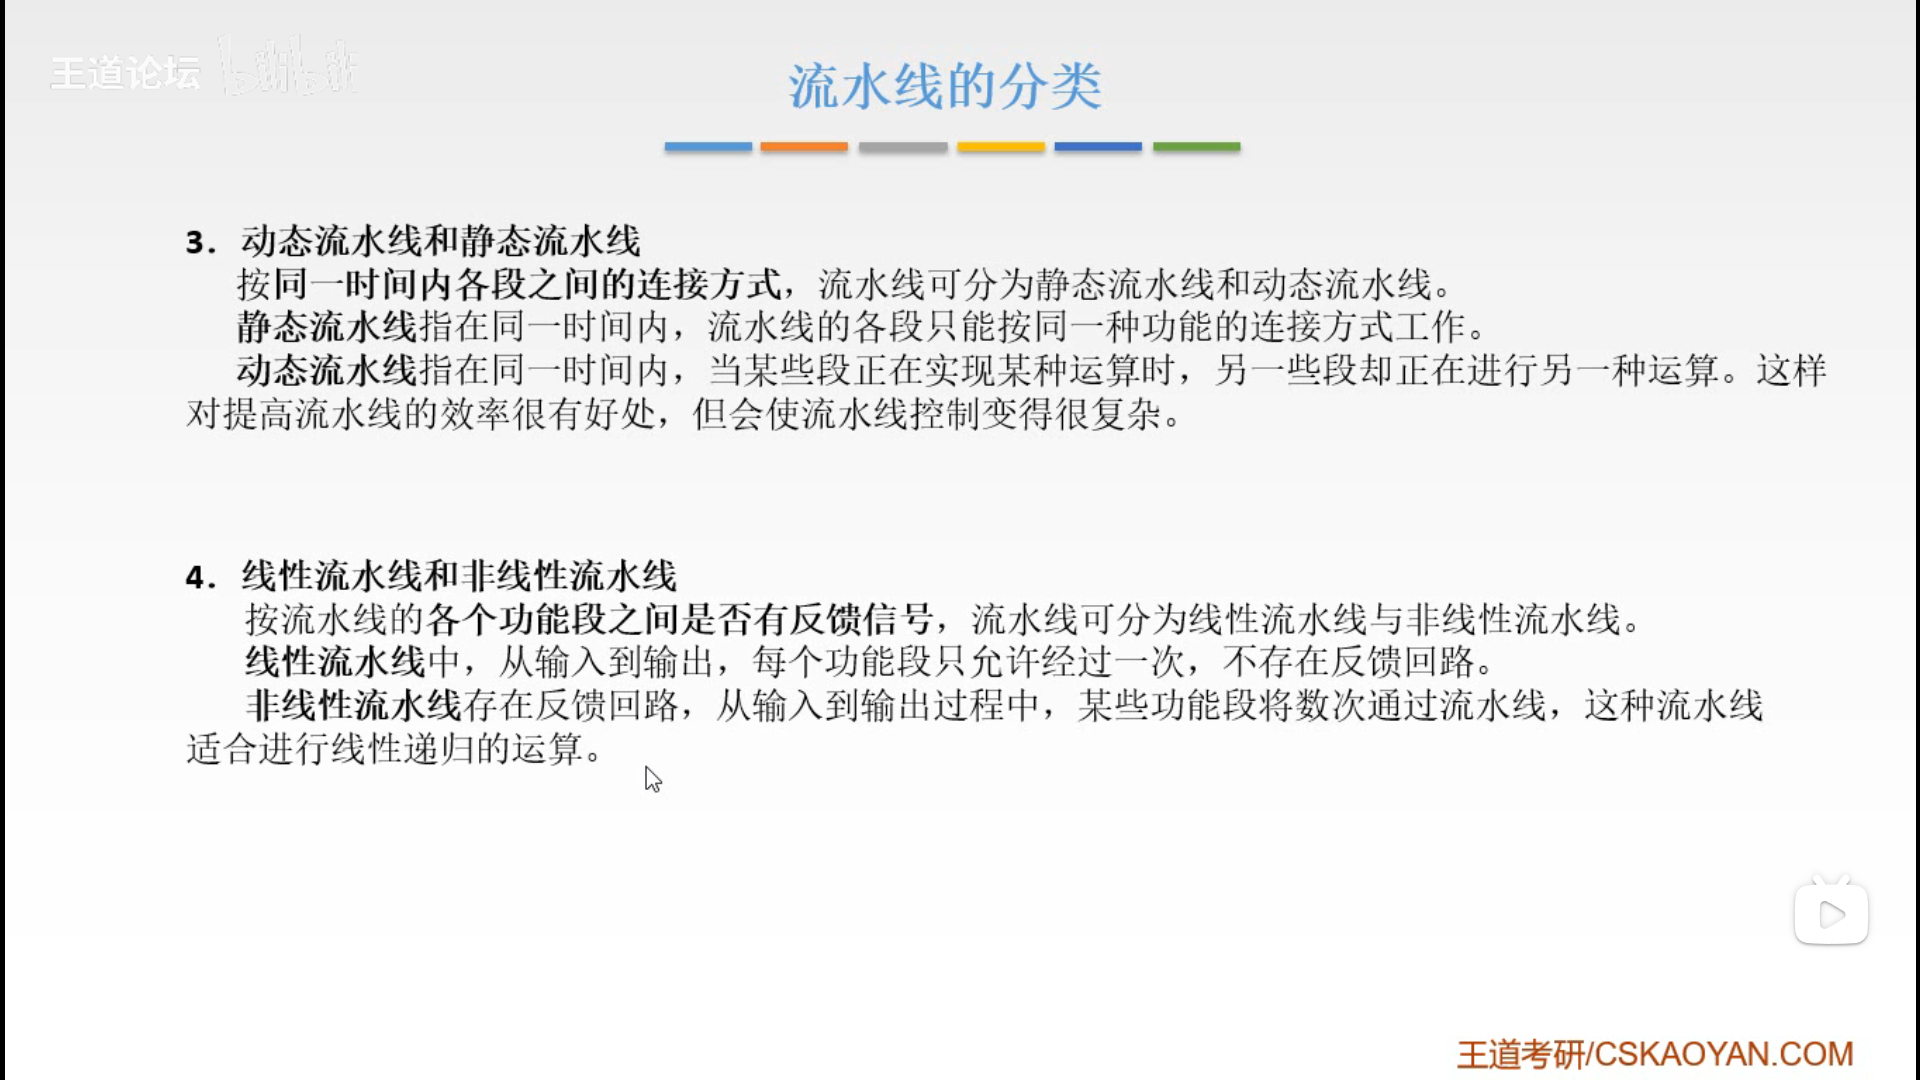 王道论坛 bilibili
流水线的分类
3. 动态流水线和静态流水线
按同一时间内各段之间的连接方式，流水线可分为静态流水线和动态流水线。
静态流水线指在同一时间内，流水线的各段只能按同一种功能的连接方式工作。
动态流水线指在同一时间内，当某些段正在实现某种运算时，另一些段却正在进行另一种运算。这样
对提高流水线的效率很有好处，但会使流水线控制变得很复杂。
4. 线性流水线和非线性流水线
按流水线的各个功能段之间是否有反馈信号，流水线可分为线性流水线与非线性流水线。
线性流水线中，从输入到输出，每个功能段只允许经过一次，不存在反馈回路。
非线性流水线存在反馈回路，从输入到输出过程中，某些功能段将数次通过流水线，这种流水线
适合进行线性递归的运算。
王道考研/CSKAOYAN.COM